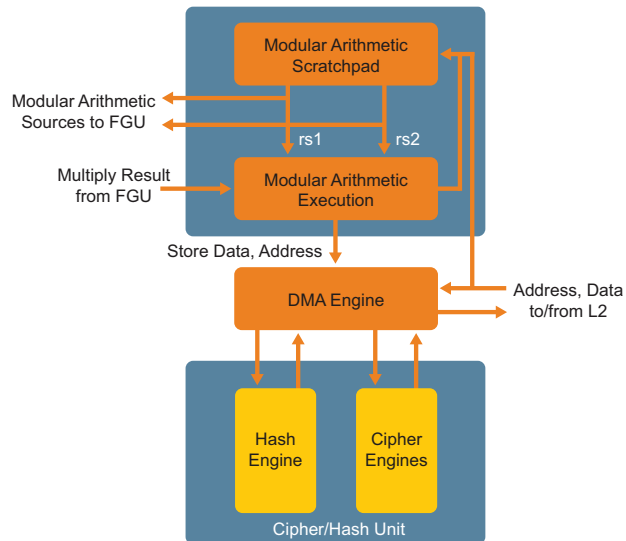 Modular Arithmetic
Scratchpad
Modular Arithmetic
Sources to FGU
rs1
rs2
Multiply Result
from FGU
Modular Arithmetic
Execution
Store Data, Address
DMA Engine
Address, Data
to/from L2
Hash
Engine
Cipher
Engines
Cipher/Hash Unit